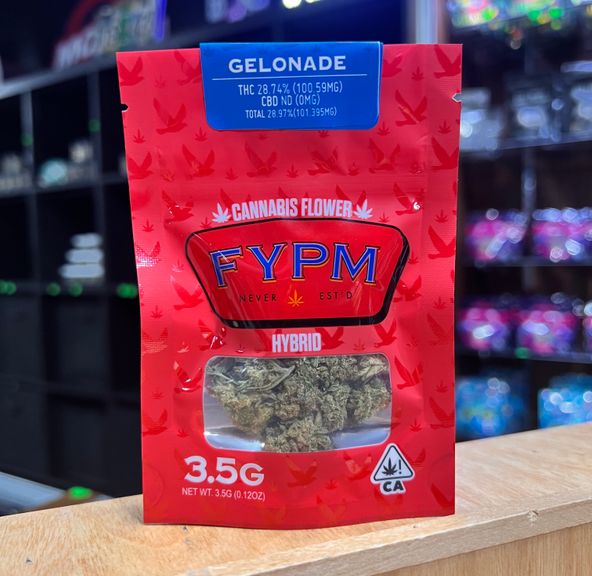 GELONADE
THC 28.74% (100.59MG)
CBD ND (0MG)
TOTAL 28.97%(101.395MG)
CANNABIS FLOWER
FYPM
NEVER EST D
HYBRID
3.5G
NET WT. 3.5G (0.12OZ)
!
CA